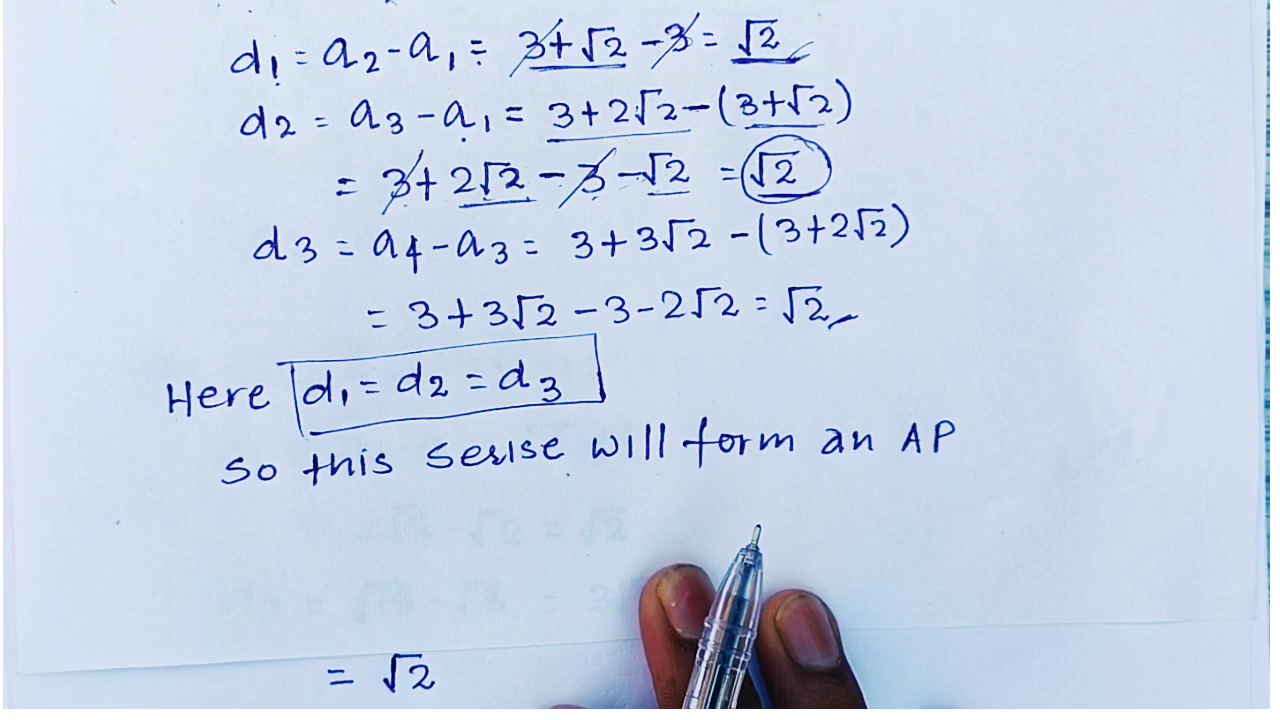 d₁ = a₂ - a₁ = 3+√2 - 3 = √2
d₂ = a₃ - a₁ = 3+2√2 - (3+√2)
= 3+2√2 - 3 - √2 = √2
d₃ = a₄ - a₃ = 3+3√2 - (3+2√2)
= 3+3√2 - 3 - 2√2 = √2
Here d₁ = d₂ = d₃
So this serise will form an AP
= √2